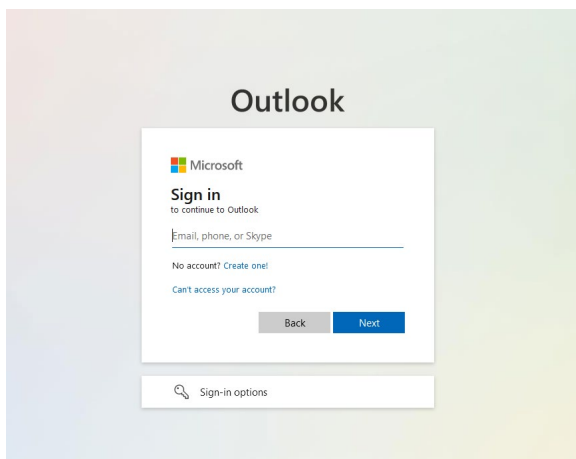 Outlook
Microsoft
Sign in
to continue to Outlook
Email, phone, or Skype
No account? Create one!
Can't access your account?
Back Next
Sign-in options